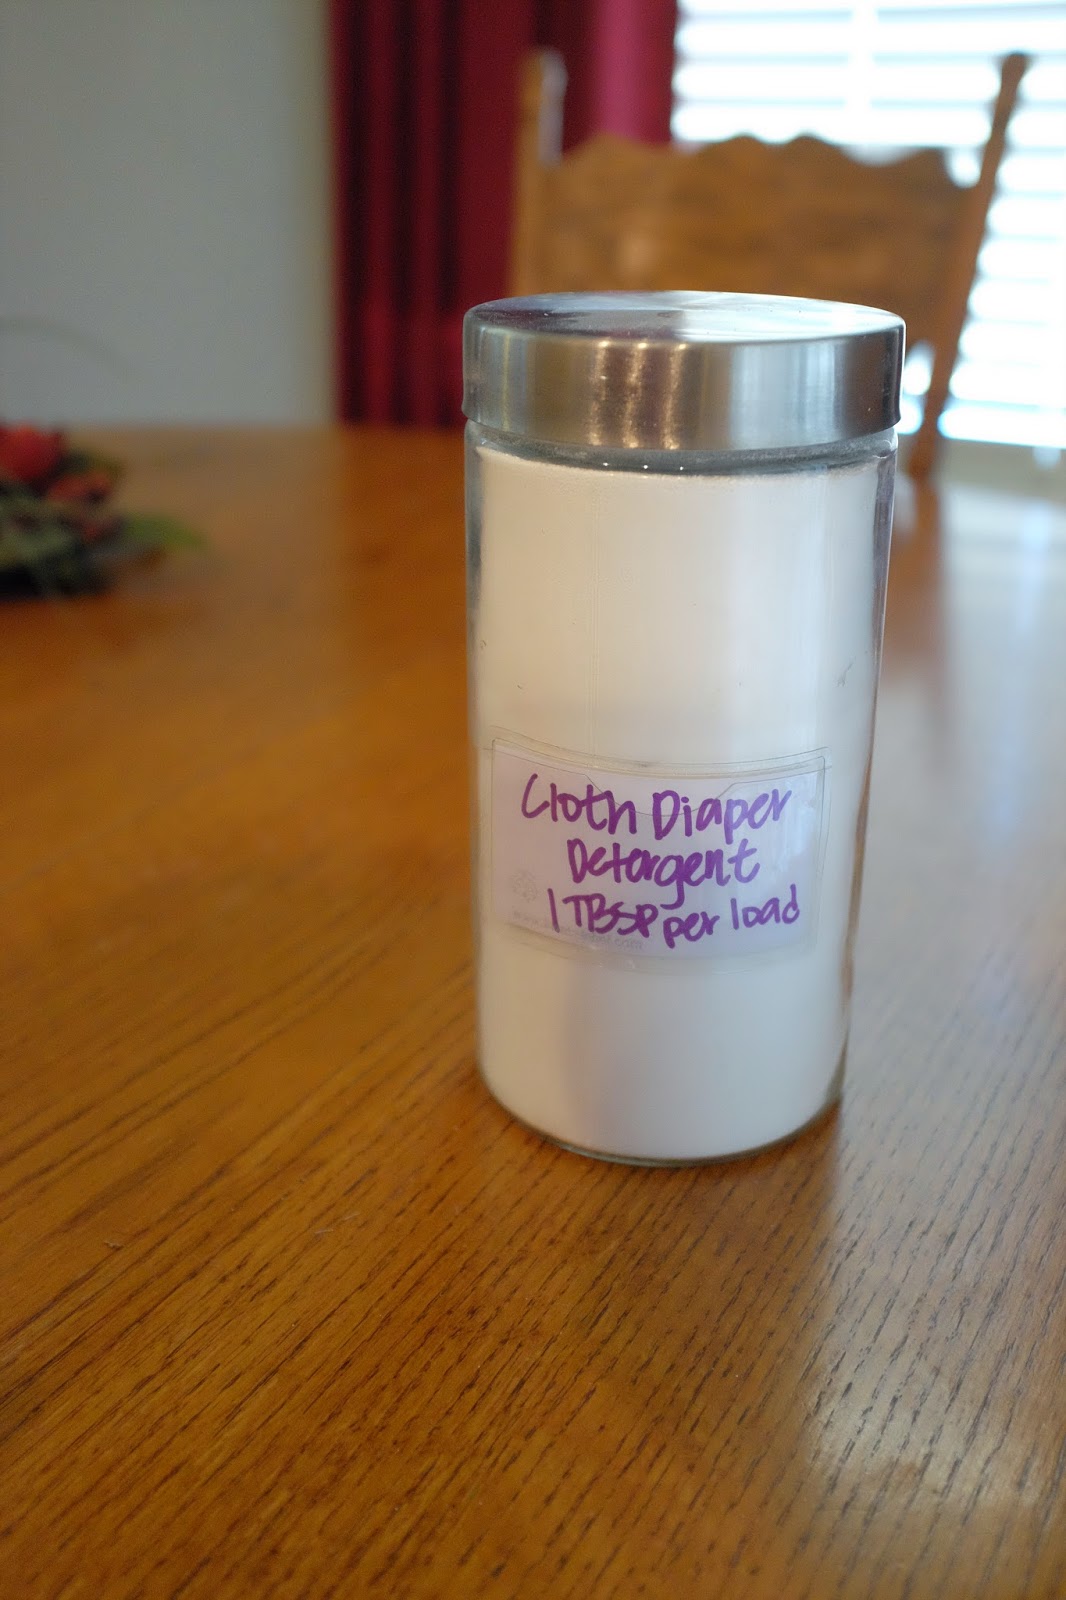 Cloth Diaper
Detergent
1 TBSP per load